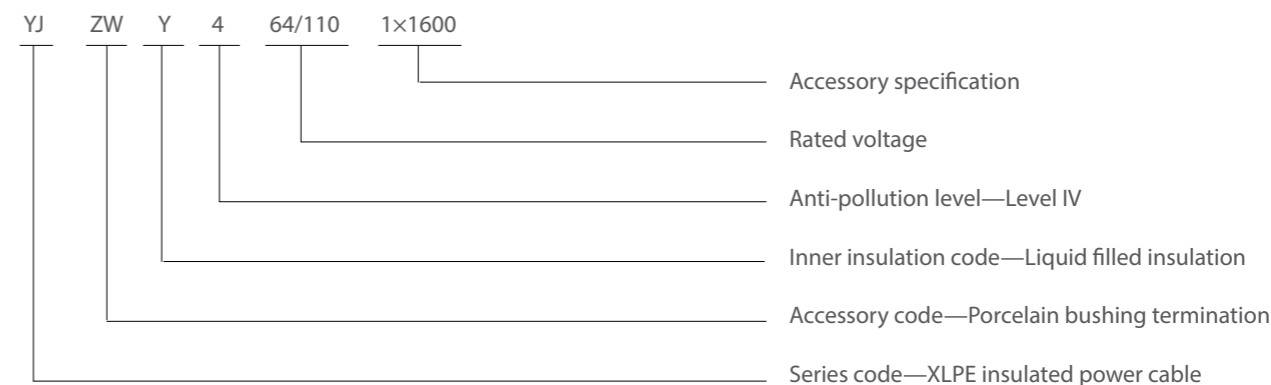 YJ ZW Y 4 64/110 1×1600
Accessory specification
Rated voltage
Anti-pollution level—Level IV
Inner insulation code—Liquid filled insulation
Accessory code—Porcelain bushing termination
Series code—XLPE insulated power cable